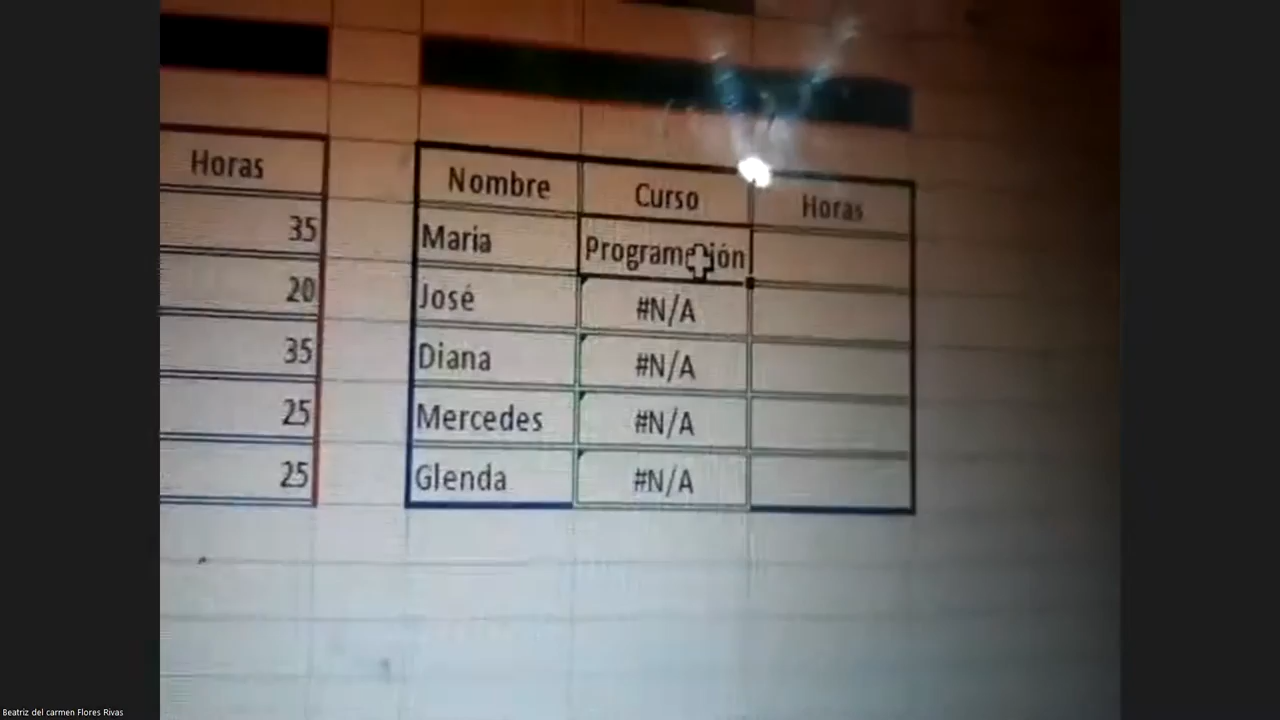 Horas
35
20
35
25
25
Nombre Curso Horas
Maria Programación
José #N/A
Diana #N/A
Mercedes #N/A
Glenda #N/A
Beatriz del carmen Flores Rivas